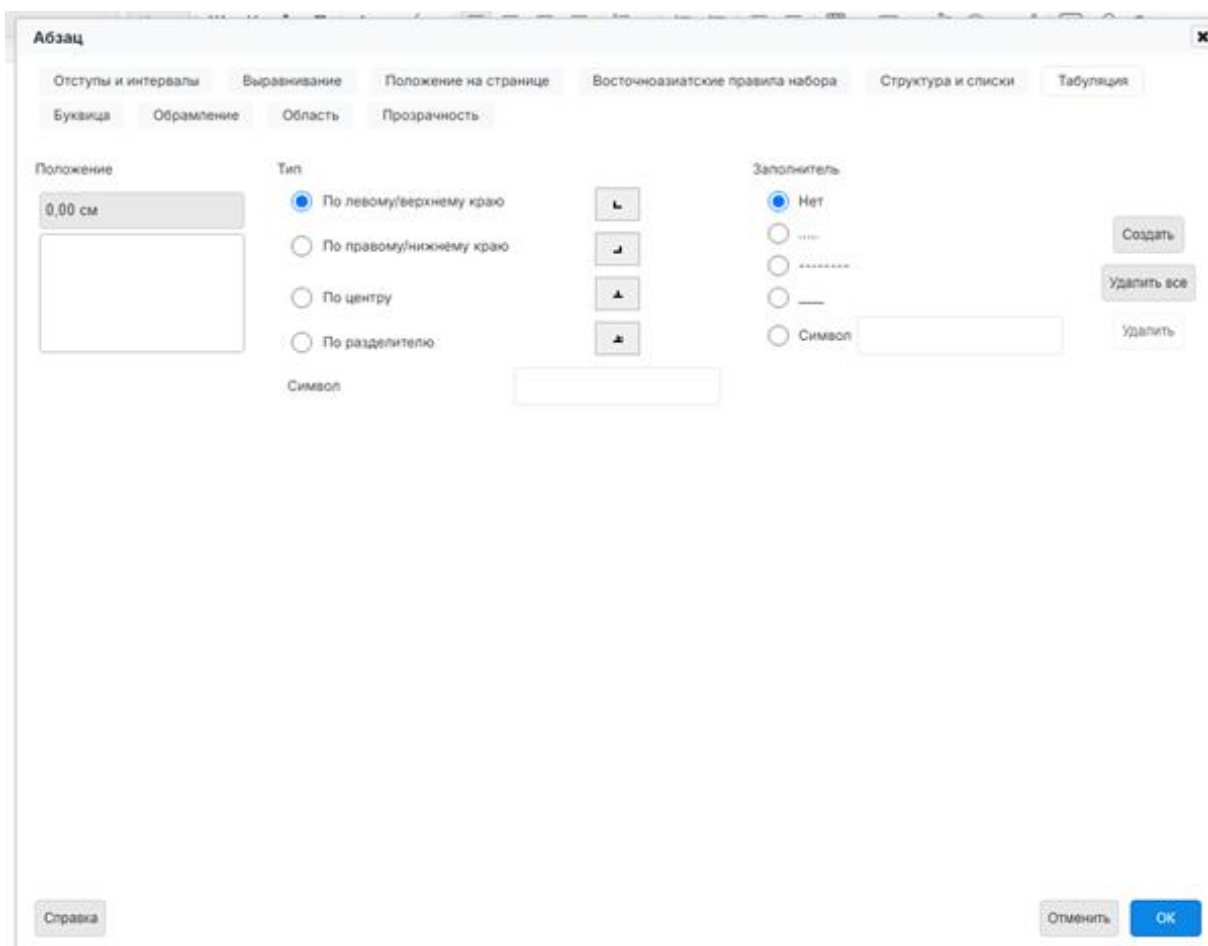 Абзац
Отступы и интервалы Выравнивание Положение на странице Восточноазиатские правила набора Структура и списки Табуляция
Буквица Обрамление Область Прозрачность
Положение Тип Заполнитель
0,00 см По левому/верхнему краю Нет
По правому/нижнему краю ..... Создать
--------
По центру ___ Удалить все
По разделителю Символ Удалить
Символ
Справка Отменить ОК